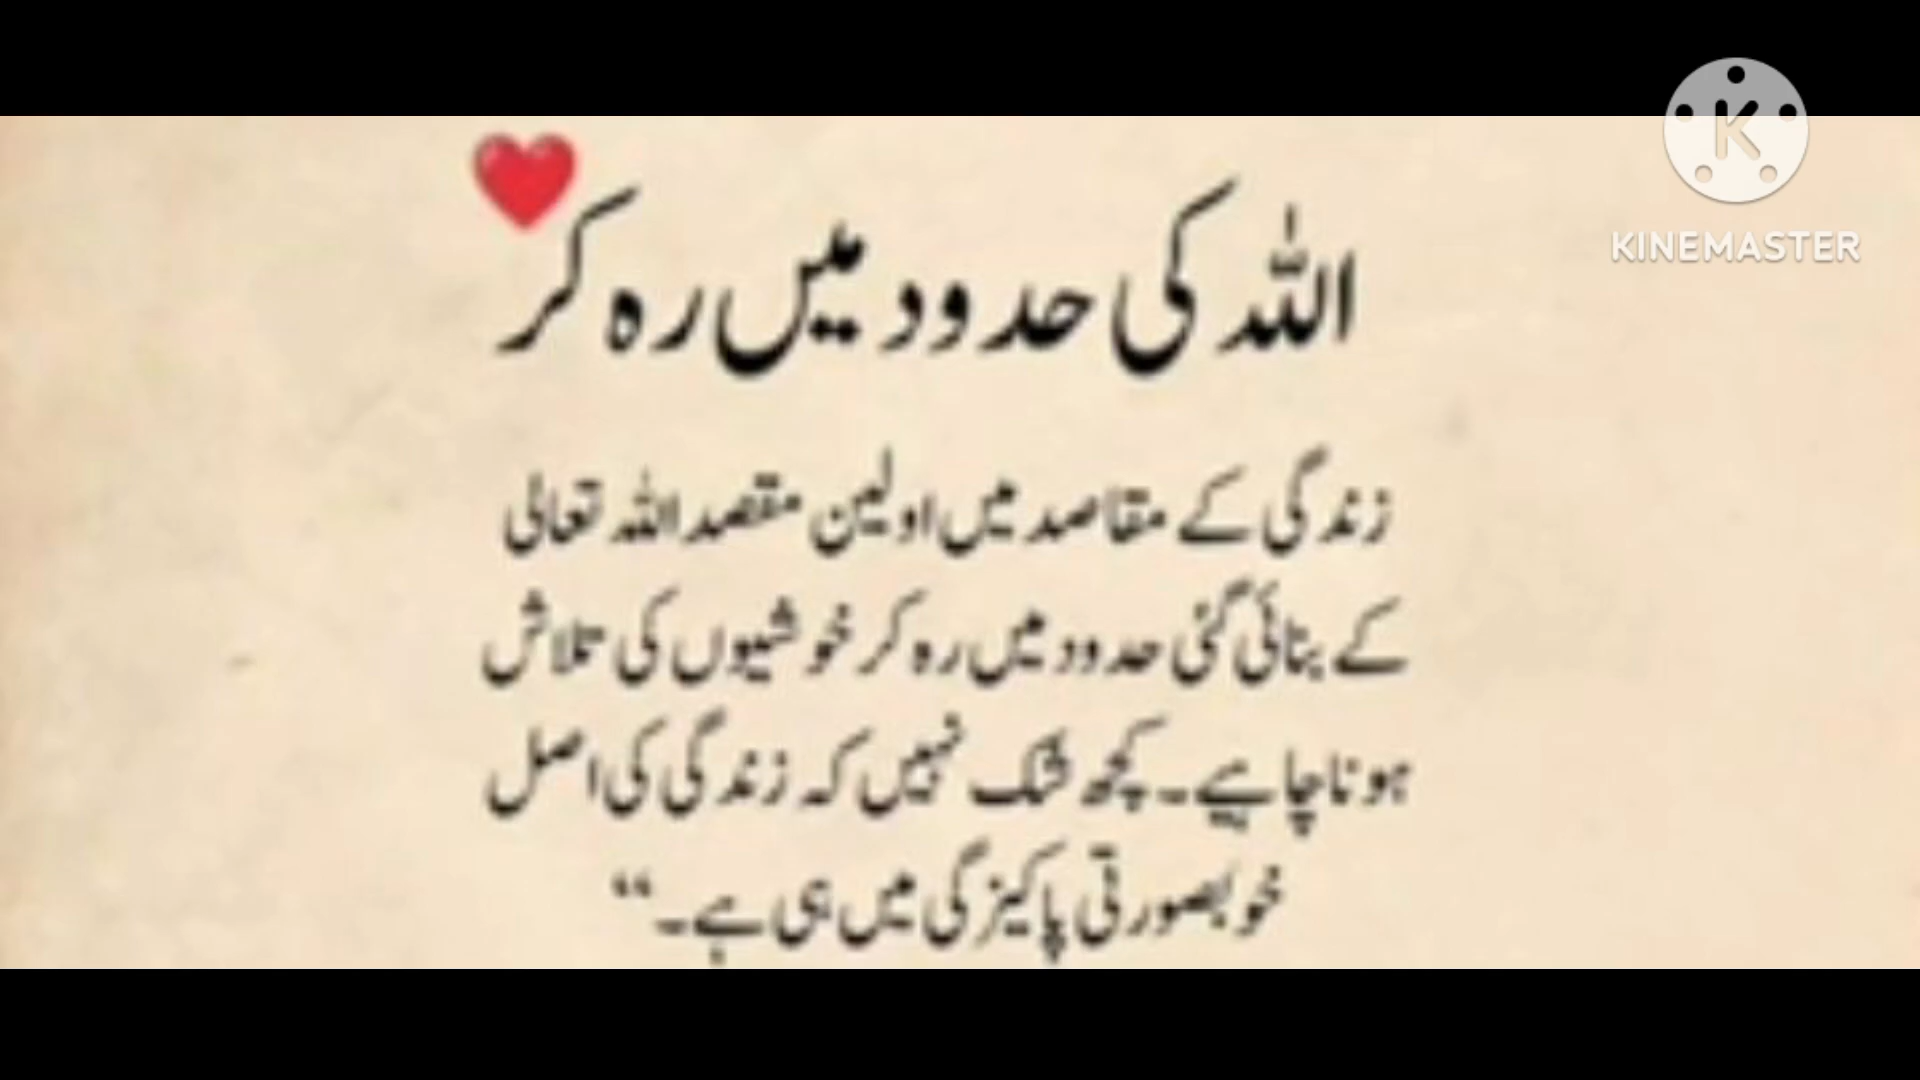 اللہ کی حدود میں رہ کر
زندگی کے مقاصد میں اولین مقصد اللہ تعالی
کے بنائی گئی حدود میں رہ کر خوشیوں کی تلاش
ہونا چاہیے۔ کچھ شک نہیں کہ زندگی کی اصل
خوبصورتی پاکیزگی میں ہی ہے۔“
KINEMASTER